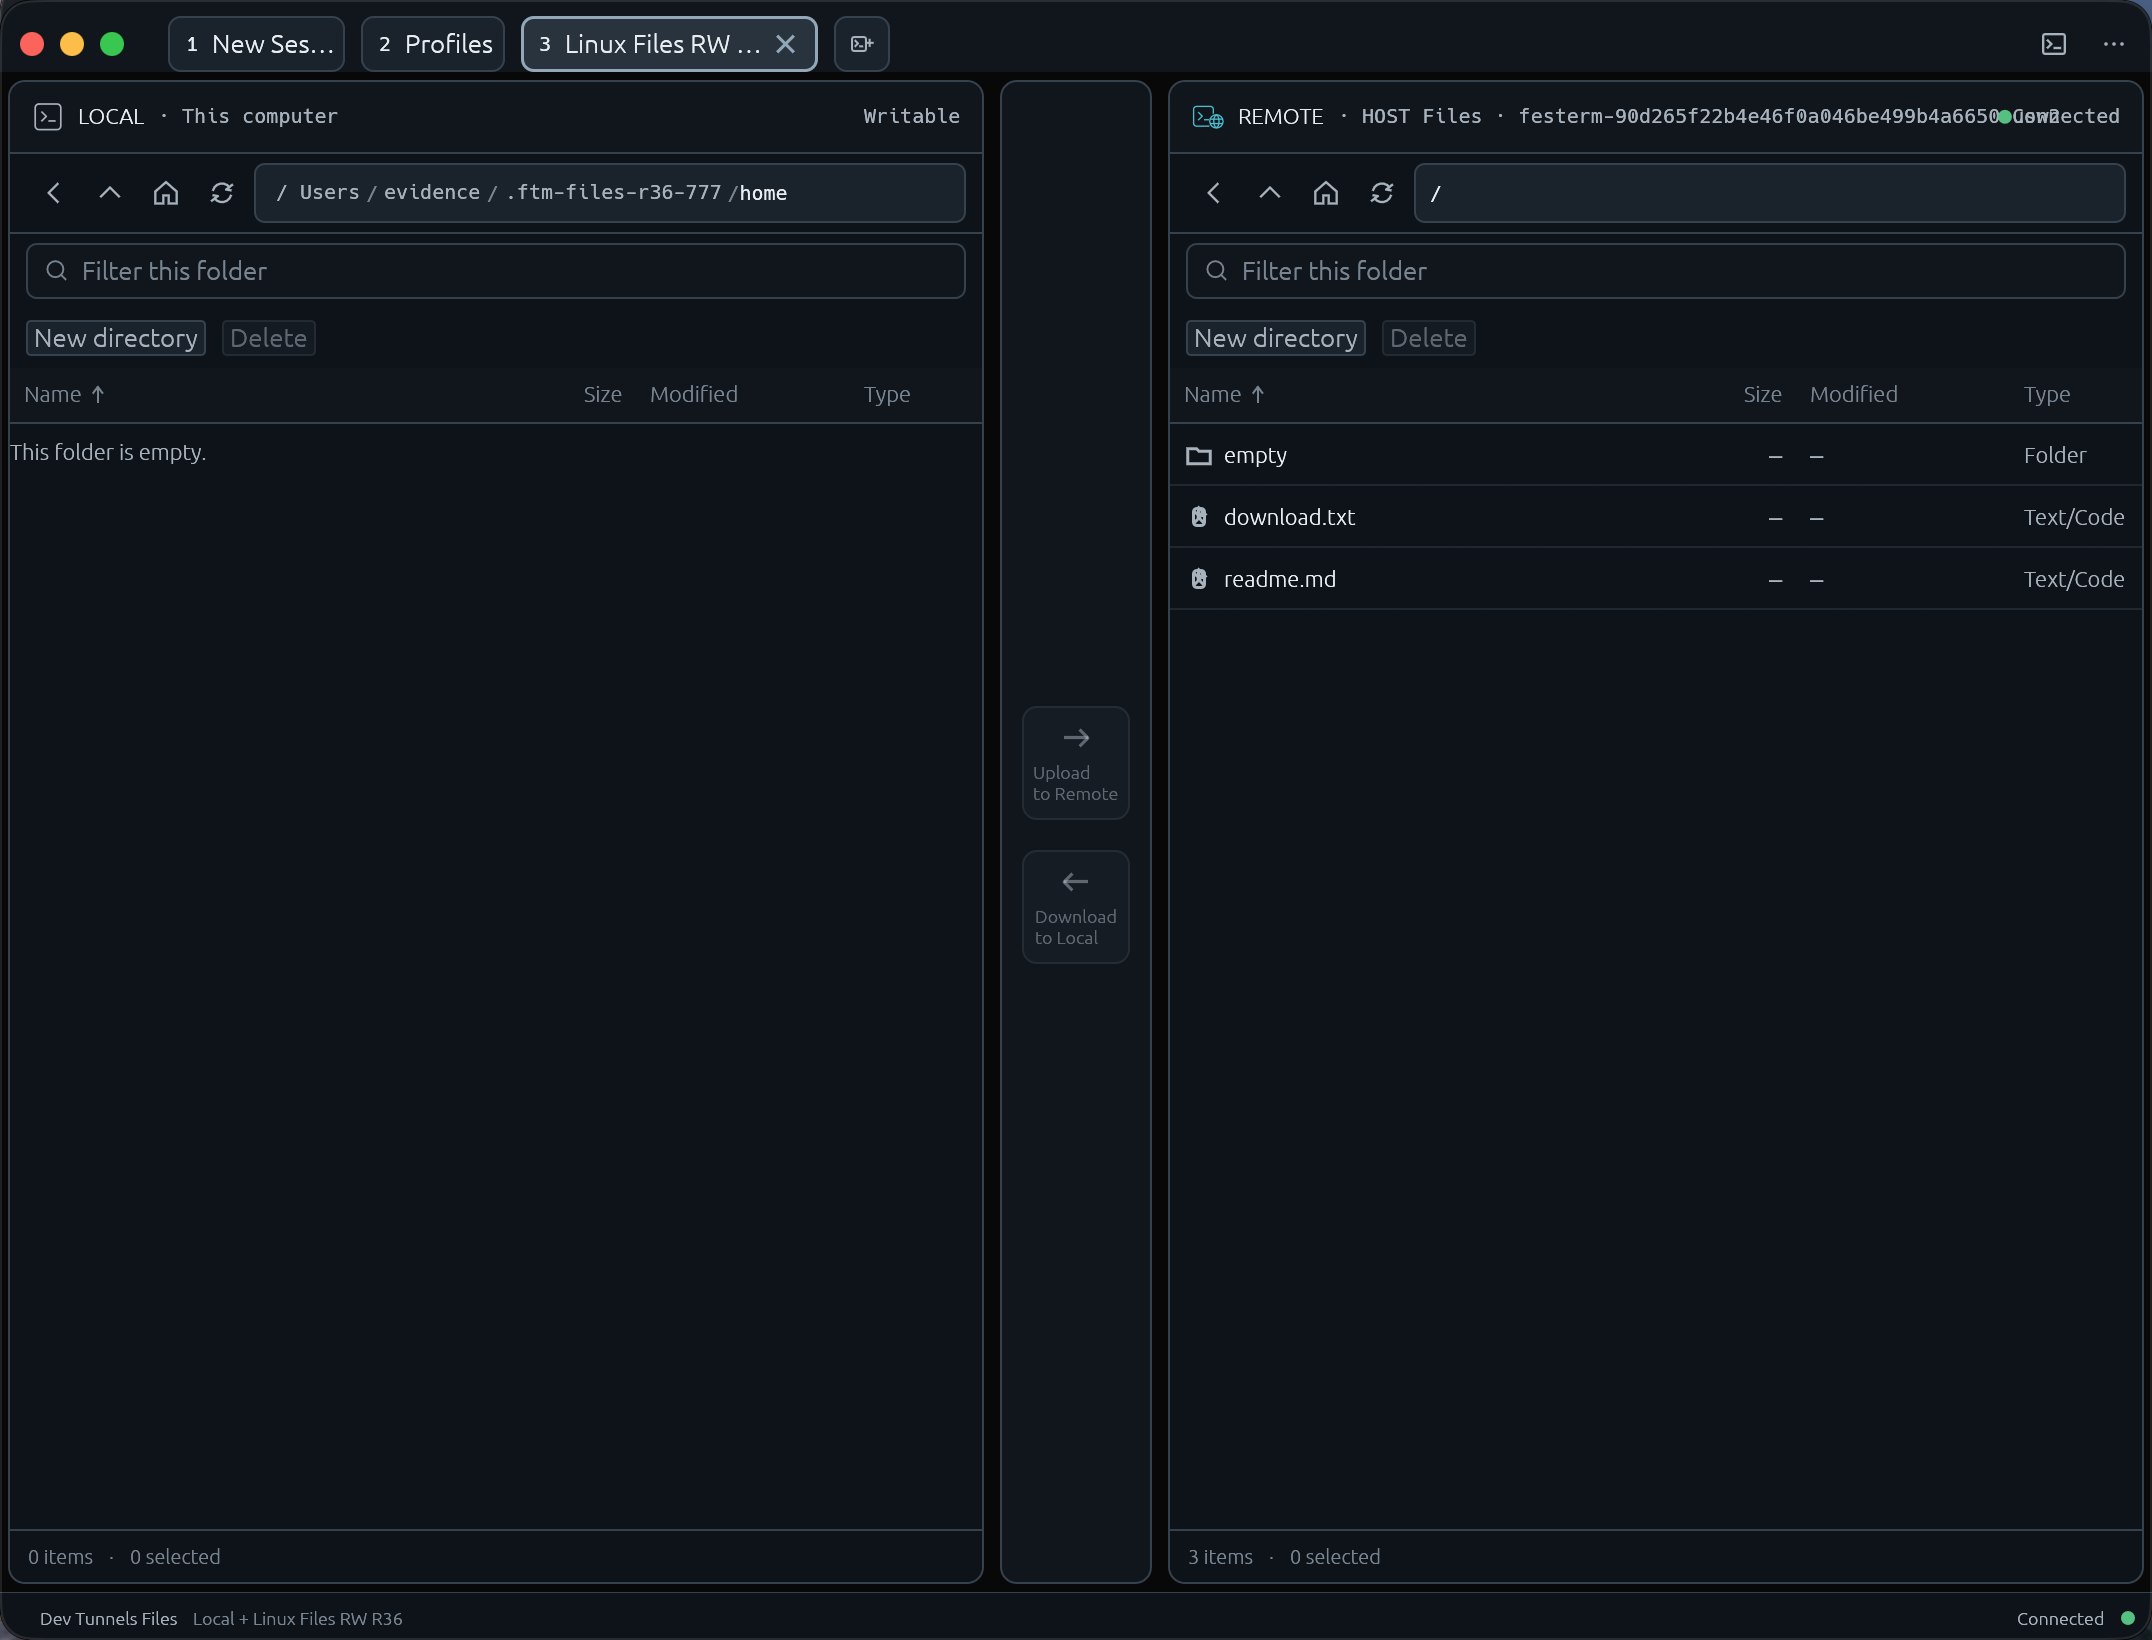 1 New Ses...
2 Profiles
3 Linux Files RW ...
LOCAL · This computer
Writable
/ Users / evidence / .ftm-files-r36-777 /home
Filter this folder
New directory
Delete
Name ↑ Size Modified Type
This folder is empty.
0 items · 0 selected
Upload
to Remote
Download
to Local
REMOTE · HOST Files · festerm-90d265f22b4e46f0a046be499b4a6650
Connected
/
Filter this folder
New directory
Delete
Name ↑ Size Modified Type
empty — — Folder
download.txt — — Text/Code
readme.md — — Text/Code
3 items · 0 selected
Dev Tunnels Files Local + Linux Files RW R36
Connected